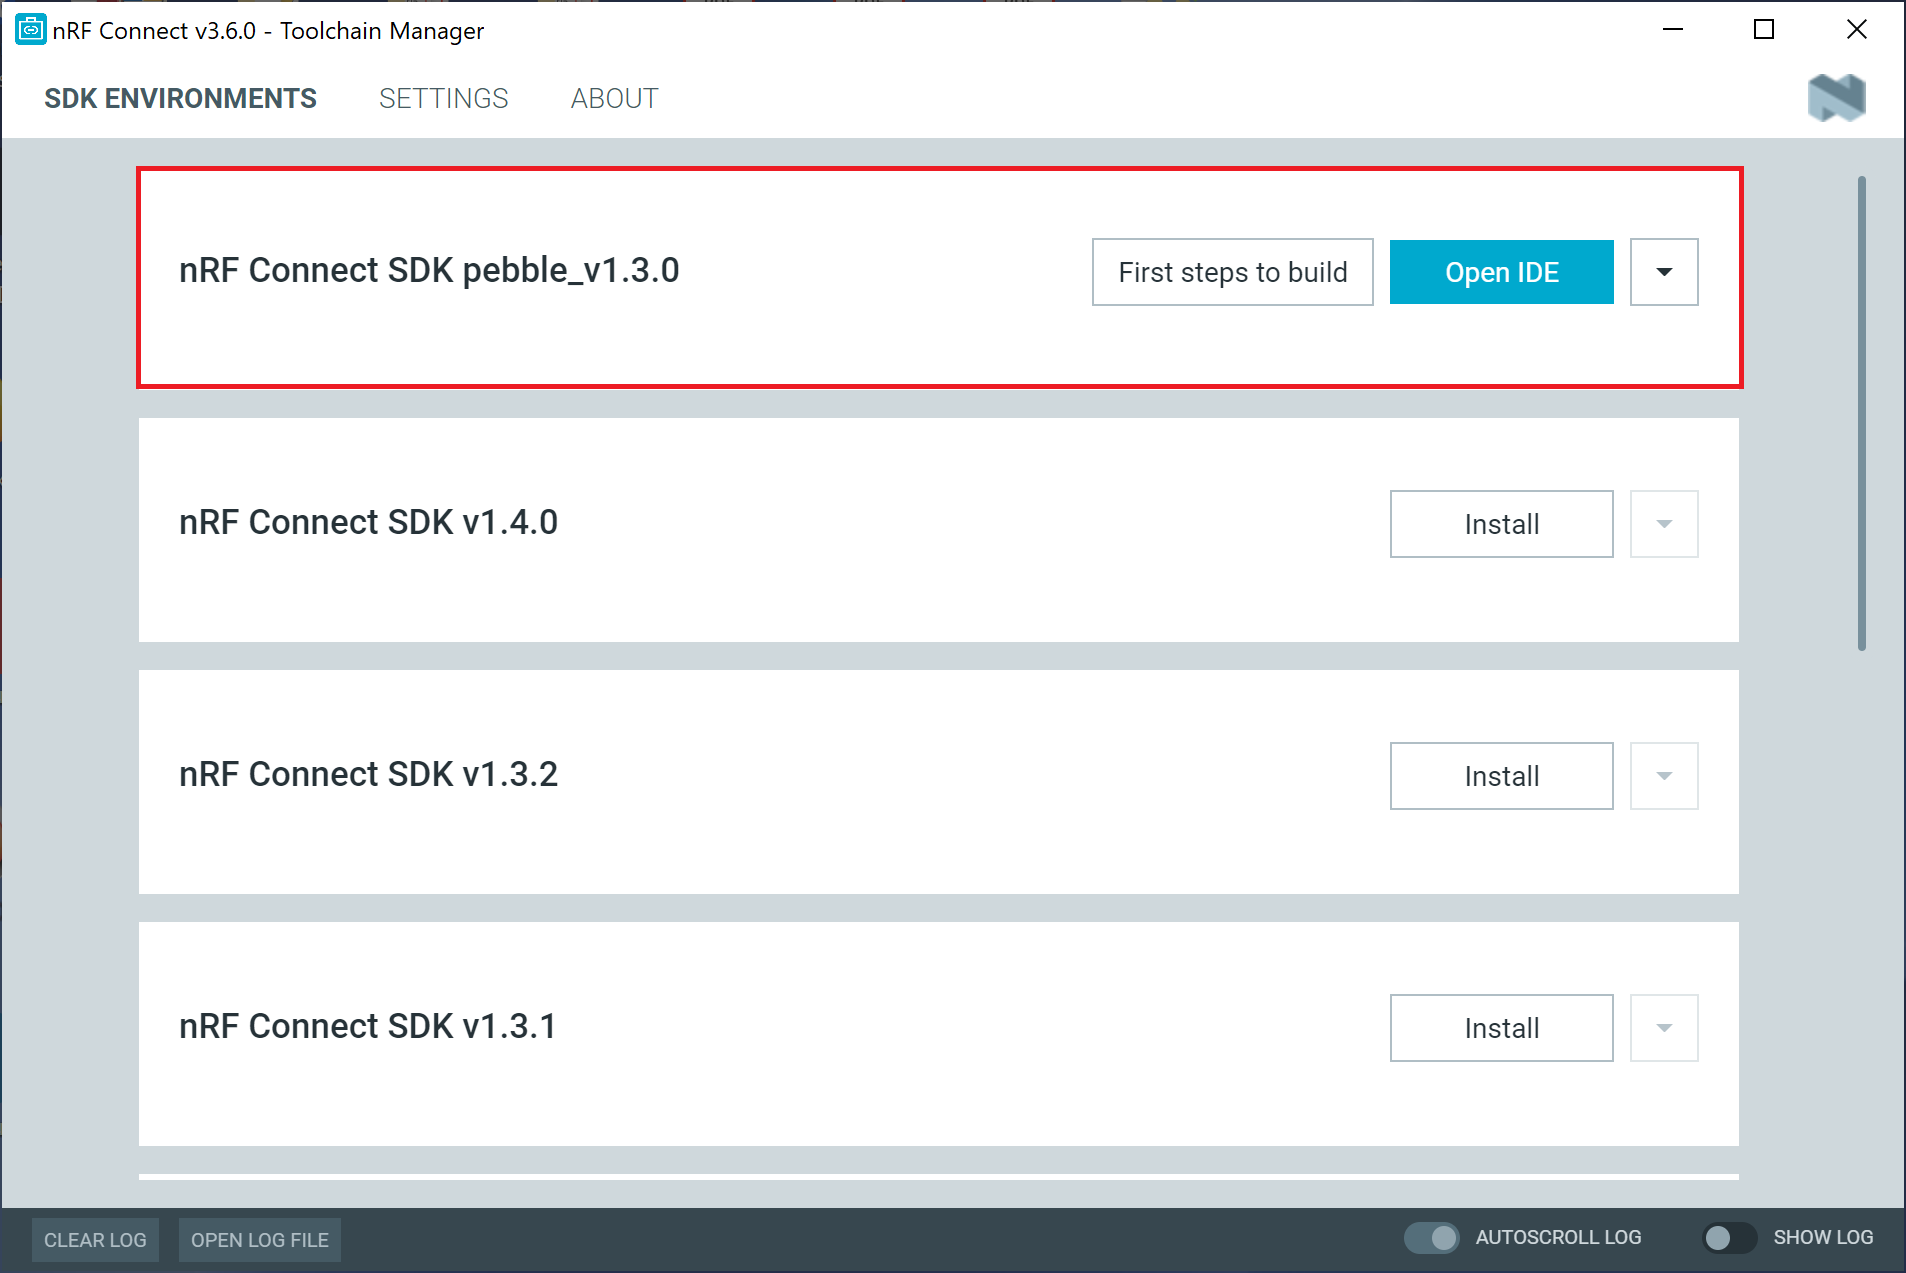 nRF Connect v3.6.0 - Toolchain Manager
SDK ENVIRONMENTS SETTINGS ABOUT
nRF Connect SDK pebble_v1.3.0 First steps to build Open IDE
nRF Connect SDK v1.4.0 Install
nRF Connect SDK v1.3.2 Install
nRF Connect SDK v1.3.1 Install
CLEAR LOG OPEN LOG FILE AUTOSCROLL LOG SHOW LOG